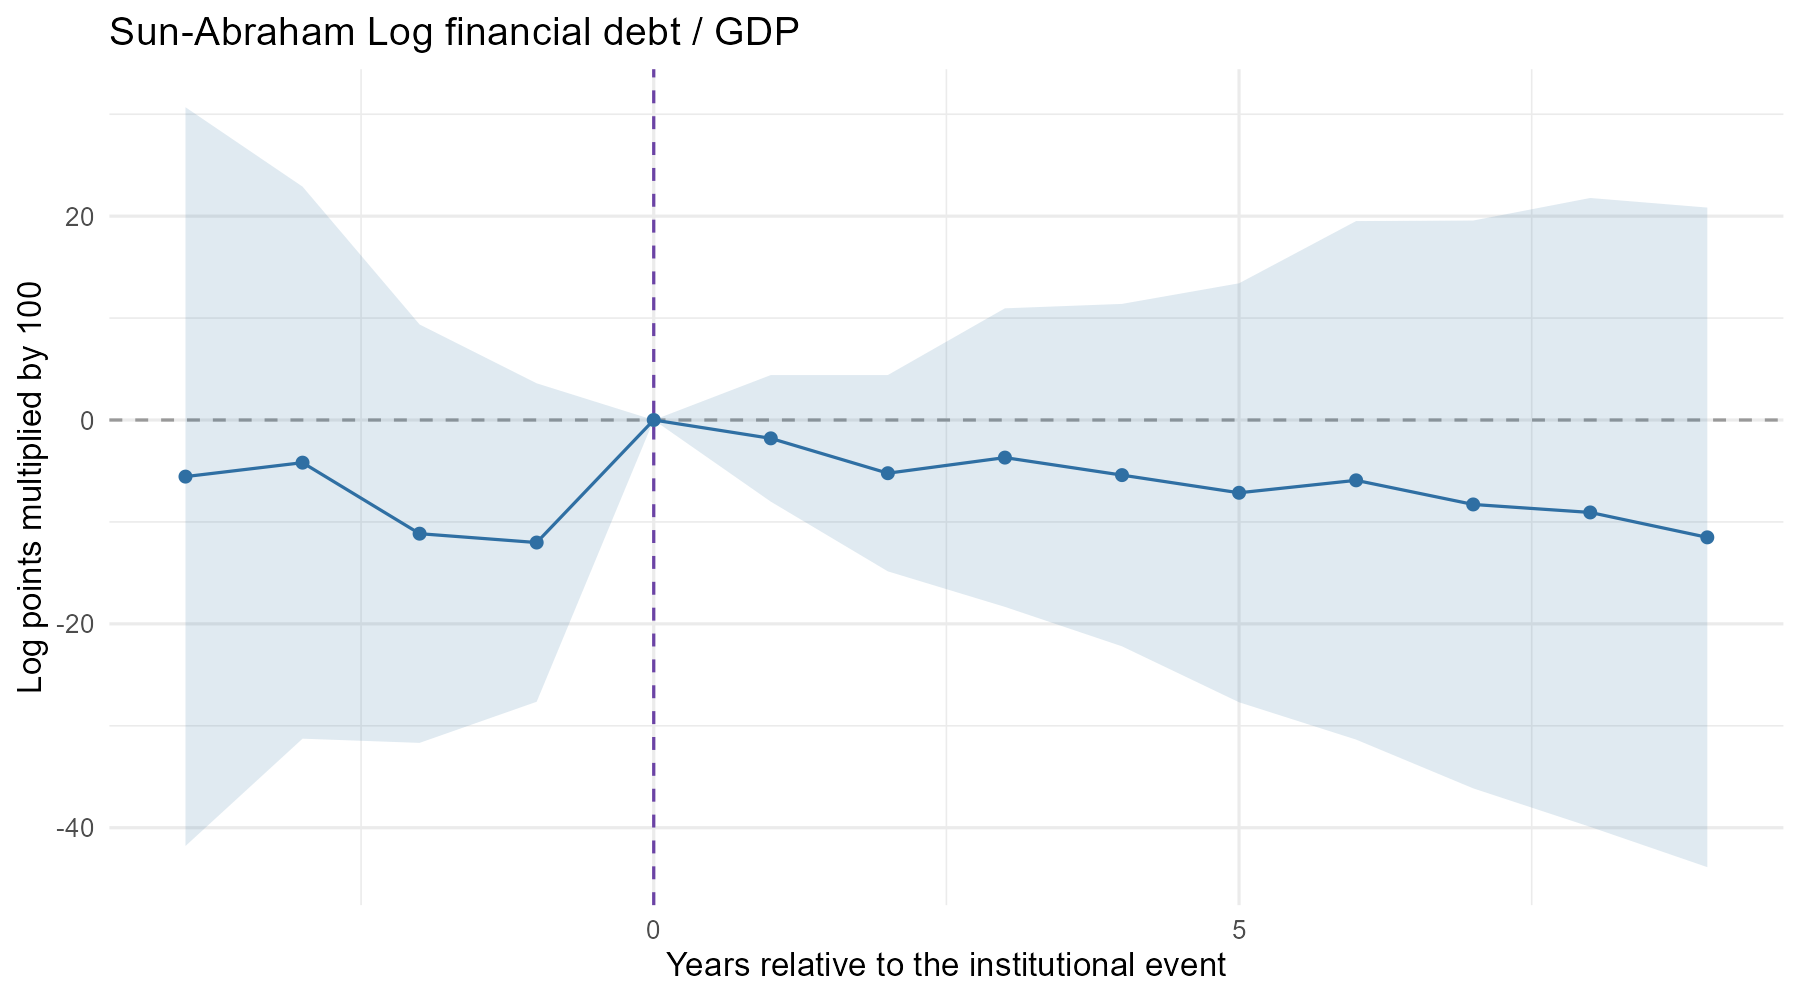 Sun-Abraham Log financial debt / GDP
Log points multiplied by 100
20
0
-20
-40
0
5
Years relative to the institutional event